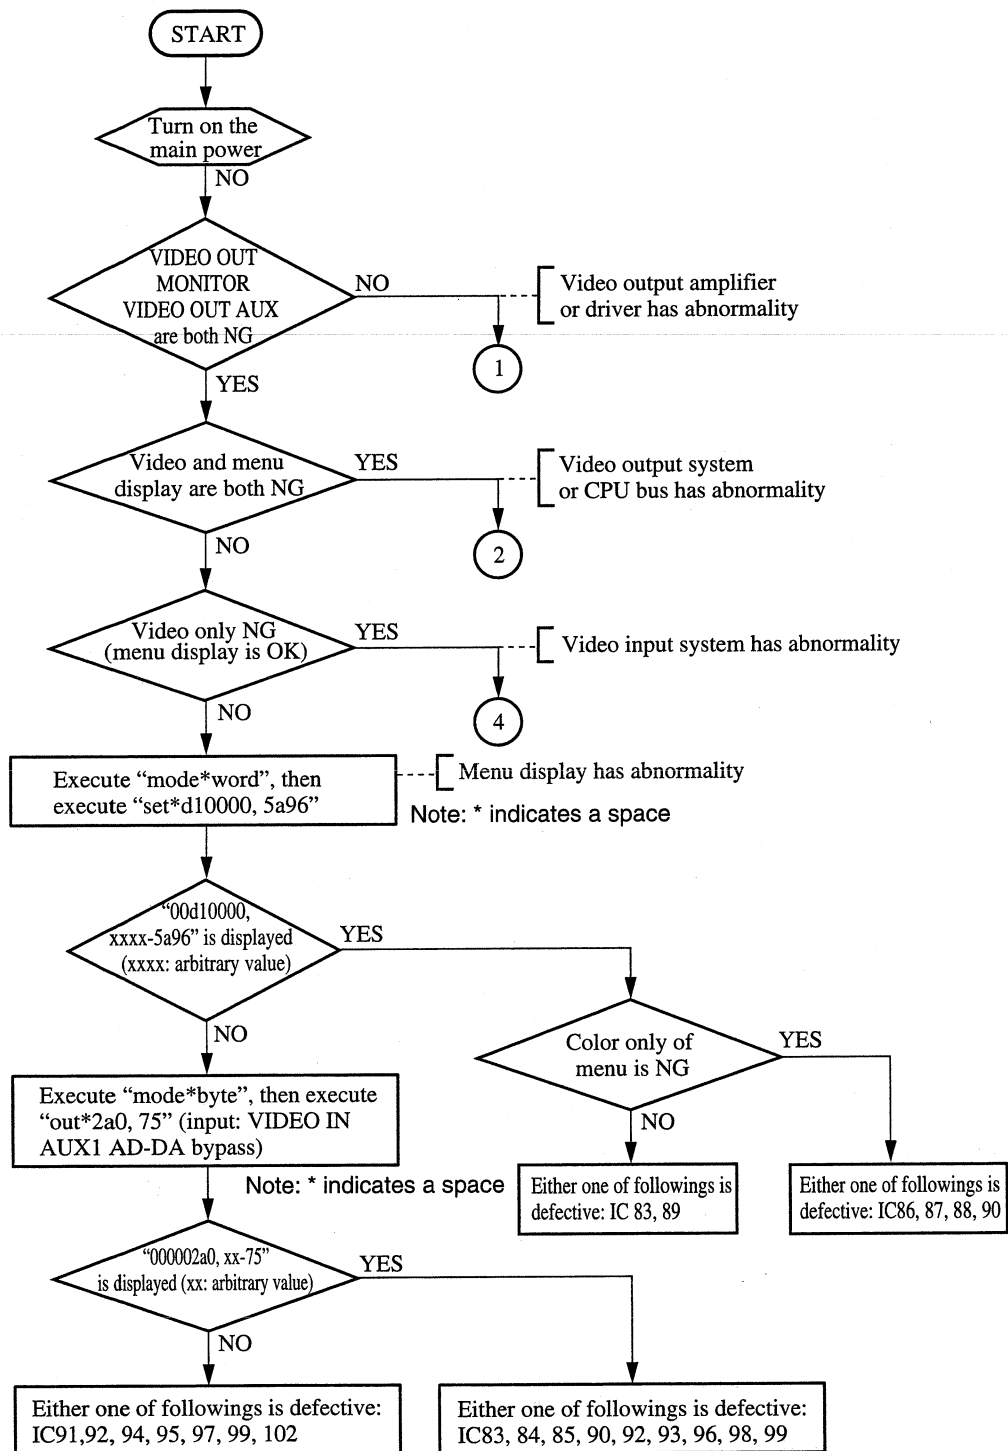 START
Turn on the
main power
NO
VIDEO OUT
MONITOR
VIDEO OUT AUX
are both NG
NO
Video output amplifier
or driver has abnormality
1
YES
Video and menu
display are both NG
YES
Video output system
or CPU bus has abnormality
2
NO
Video only NG
(menu display is OK)
YES
Video input system has abnormality
4
NO
Execute “mode*word”, then
execute “set*d10000, 5a96”
Menu display has abnormality
Note: * indicates a space
“00d10000,
xxxx-5a96” is displayed
(xxxx: arbitrary value)
YES
NO
Color only of
menu is NG
YES
NO
Execute “mode*byte”, then execute
“out*2a0, 75” (input: VIDEO IN
AUX1 AD-DA bypass)
Note: * indicates a space
Either one of followings is
defective: IC 83, 89
Either one of followings is
defective: IC86, 87, 88, 90
“000002a0, xx-75”
is displayed (xx: arbitrary value)
YES
NO
Either one of followings is defective:
IC91,92, 94, 95, 97, 99, 102
Either one of followings is defective:
IC83, 84, 85, 90, 92, 93, 96, 98, 99